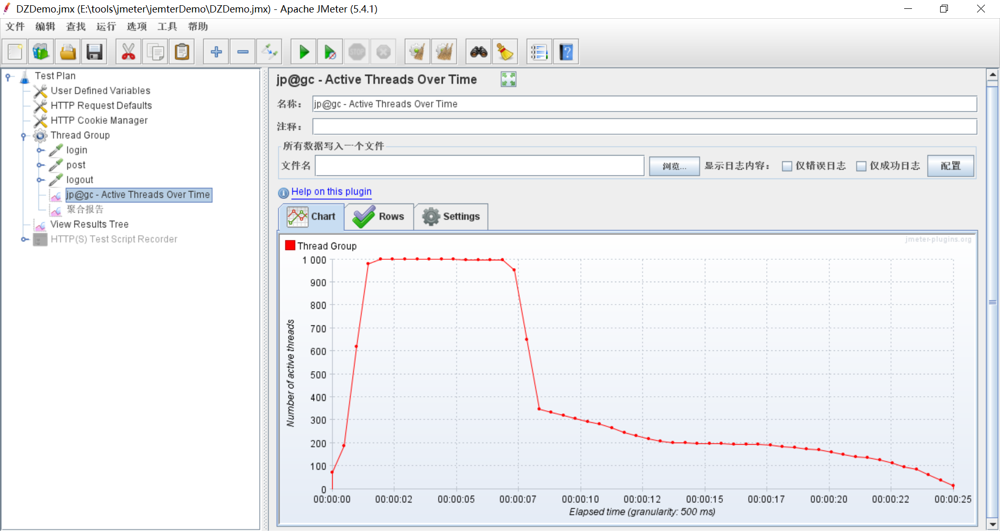 DZDemo.jmx (E:\tools\jmeter\jemterDemo\DZDemo.jmx) - Apache JMeter (5.4.1)
文件 编辑 查找 运行 选项 工具 帮助
STOP
Test Plan
User Defined Variables
HTTP Request Defaults
HTTP Cookie Manager
Thread Group
login
post
logout
jp@gc - Active Threads Over Time
聚合报告
View Results Tree
HTTP(S) Test Script Recorder
jp@gc - Active Threads Over Time
名称： jp@gc - Active Threads Over Time
注释：
所有数据写入一个文件
文件名 浏览... 显示日志内容： 仅错误日志 仅成功日志 配置
Help on this plugin
Chart Rows Settings
jmeter-plugins.org
Thread Group
1 000
900
800
700
600
500
400
300
200
100
0
Number of active threads
00:00:00 00:00:02 00:00:05 00:00:07 00:00:10 00:00:12 00:00:15 00:00:17 00:00:20 00:00:22 00:00:25
Elapsed time (granularity: 500 ms)